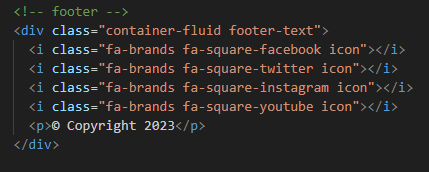 <!-- footer -->
<div class="container-fluid footer-text">
<i class="fa-brands fa-square-facebook icon"></i>
<i class="fa-brands fa-square-twitter icon"></i>
<i class="fa-brands fa-square-instagram icon"></i>
<i class="fa-brands fa-square-youtube icon"></i>
<p>© Copyright 2023</p>
</div>